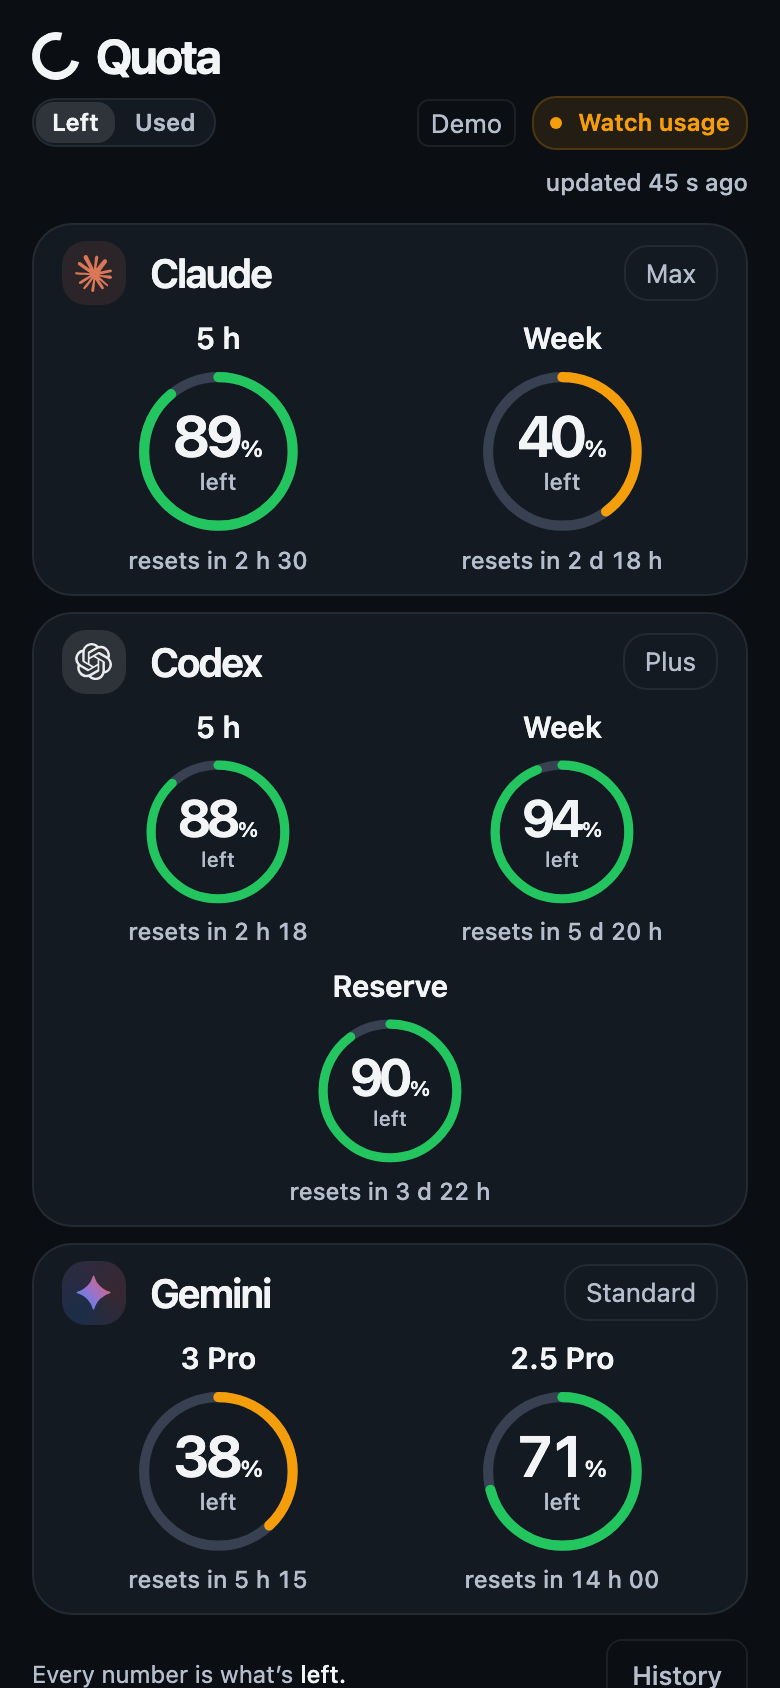 Quota
Left Used Demo Watch usage
updated 45 s ago
Claude Max
5 h Week
89% 40%
left left
resets in 2 h 30 resets in 2 d 18 h
Codex Plus
5 h Week
88% 94%
left left
resets in 2 h 18 resets in 5 d 20 h
Reserve
90%
left
resets in 3 d 22 h
Gemini Standard
3 Pro 2.5 Pro
38% 71%
left left
resets in 5 h 15 resets in 14 h 00
Every number is what’s left. History